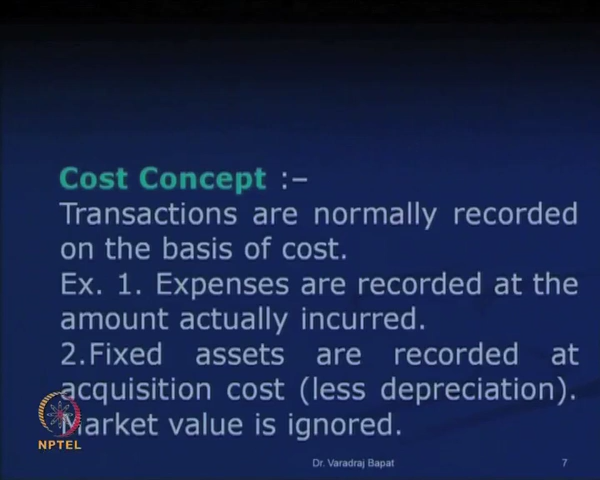 Cost Concept :–
Transactions are normally recorded
on the basis of cost.
Ex. 1. Expenses are recorded at the
amount actually incurred.
2.Fixed assets are recorded at
acquisition cost (less depreciation).
Market value is ignored.
NPTEL
Dr. Varadraj Bapat 7